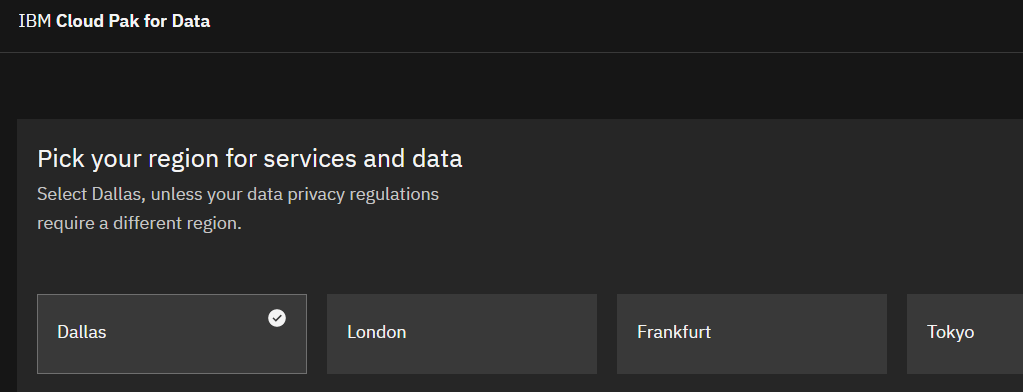 IBM Cloud Pak for Data
Pick your region for services and data
Select Dallas, unless your data privacy regulations
require a different region.
Dallas
London
Frankfurt
Tokyo